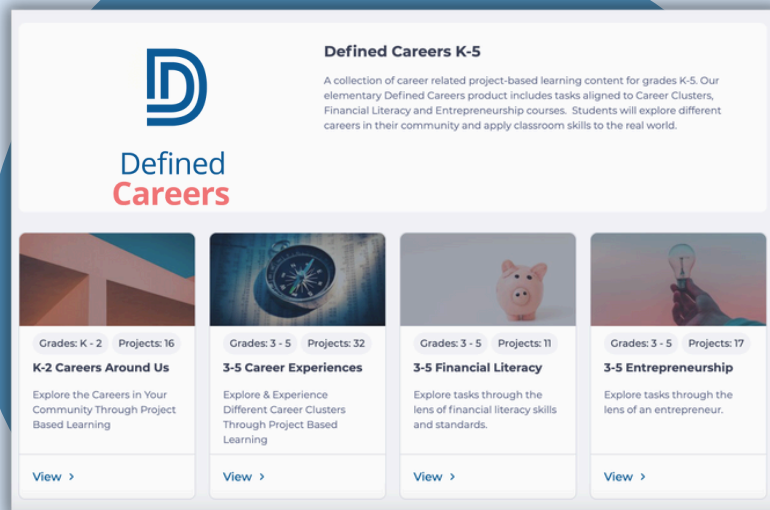 Defined
Careers
Defined Careers K-5
A collection of career related project-based learning content for grades K-5. Our
elementary Defined Careers product includes tasks aligned to Career Clusters,
Financial Literacy and Entrepreneurship courses. Students will explore different
careers in their community and apply classroom skills to the real world.
Grades: K - 2 Projects: 16
K-2 Careers Around Us
Explore the Careers in Your
Community Through Project
Based Learning
View >
Grades: 3 - 5 Projects: 32
3-5 Career Experiences
Explore & Experience
Different Career Clusters
Through Project Based
Learning
View >
Grades: 3 - 5 Projects: 11
3-5 Financial Literacy
Explore tasks through the
lens of financial literacy skills
and standards.
View >
Grades: 3 - 5 Projects: 17
3-5 Entrepreneurship
Explore tasks through the
lens of an entrepreneur.
View >